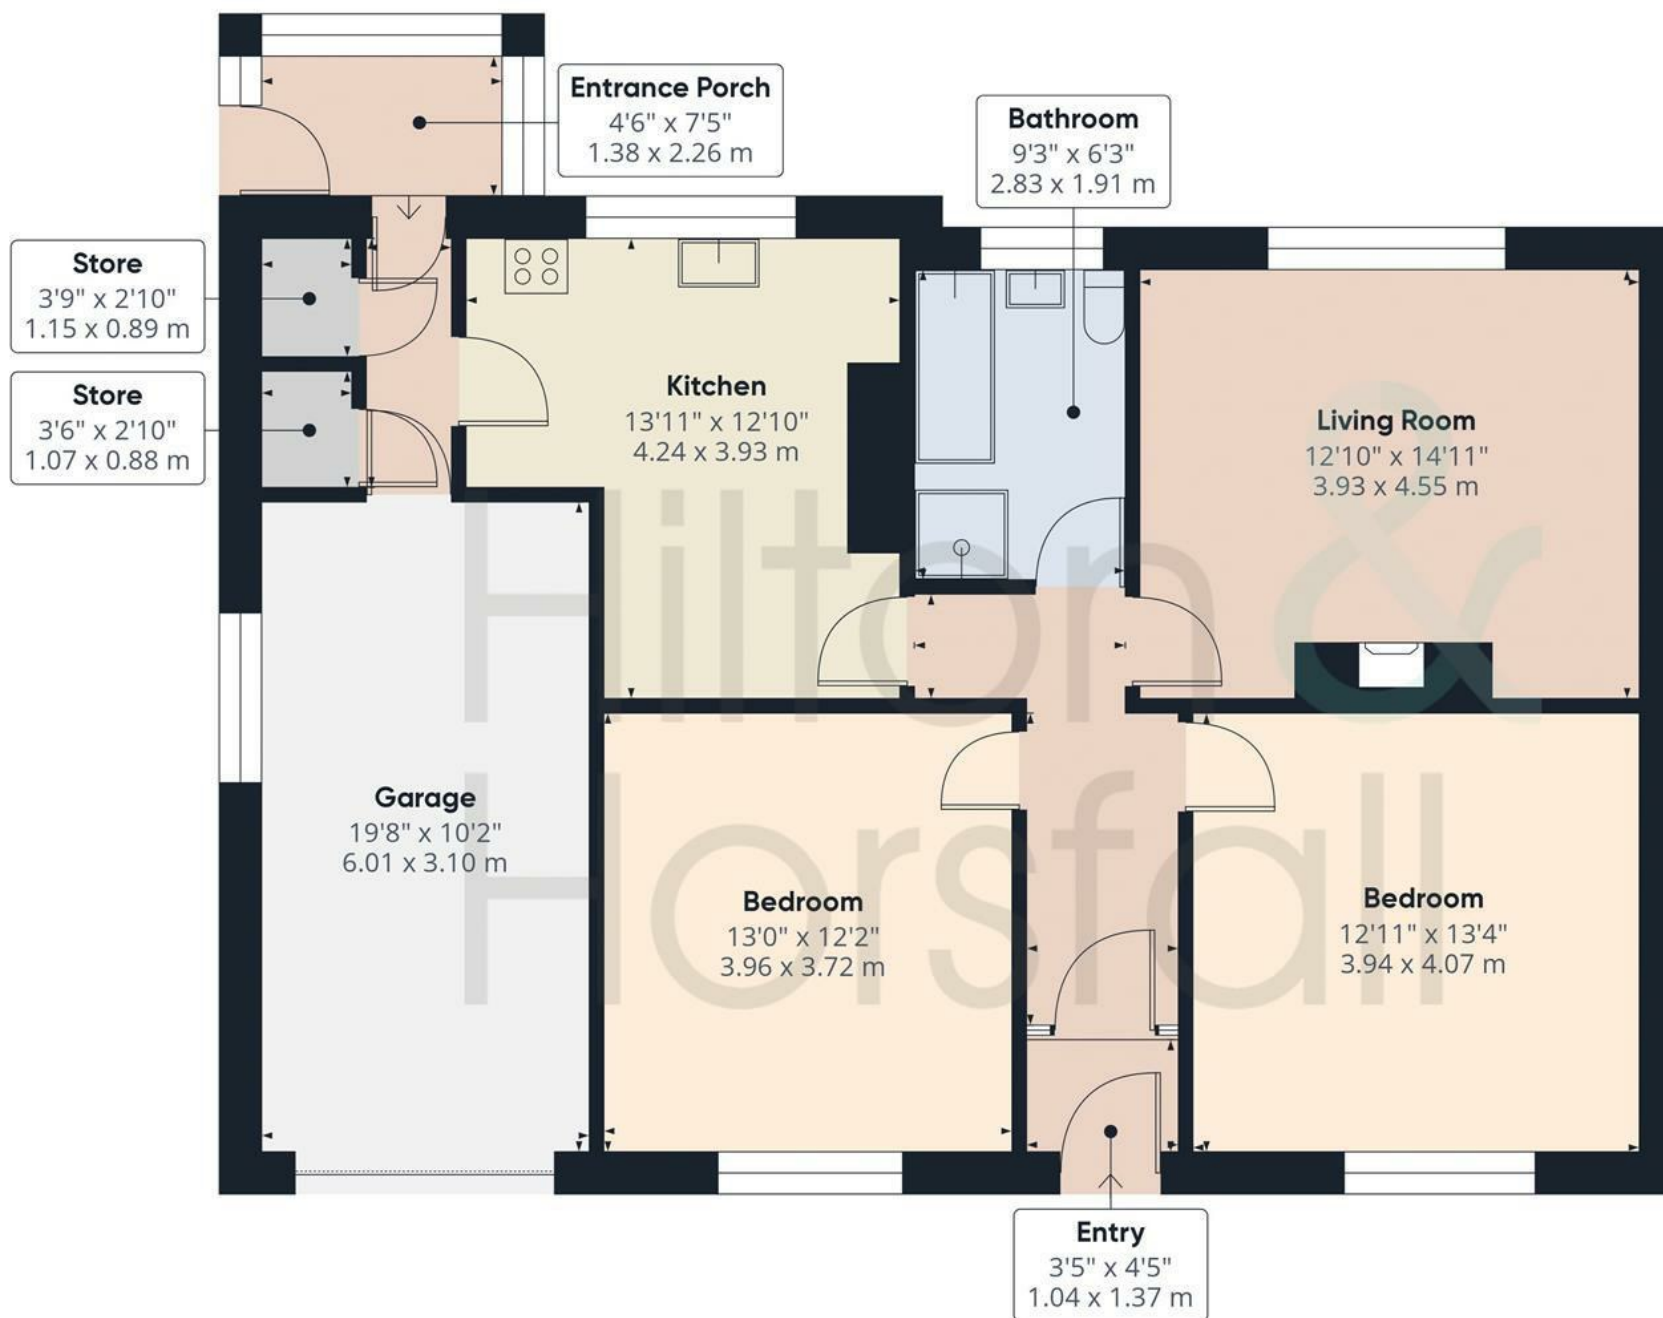 Entrance Porch
4'6" x 7'5"
1.38 x 2.26 m
Bathroom
9'3" x 6'3"
2.83 x 1.91 m
Store
3'9" x 2'10"
1.15 x 0.89 m
Store
3'6" x 2'10"
1.07 x 0.88 m
Kitchen
13'11" x 12'10"
4.24 x 3.93 m
Living Room
12'10" x 14'11"
3.93 x 4.55 m
Garage
19'8" x 10'2"
6.01 x 3.10 m
Bedroom
13'0" x 12'2"
3.96 x 3.72 m
Bedroom
12'11" x 13'4"
3.94 x 4.07 m
Entry
3'5" x 4'5"
1.04 x 1.37 m
Hilton &
Horsfall